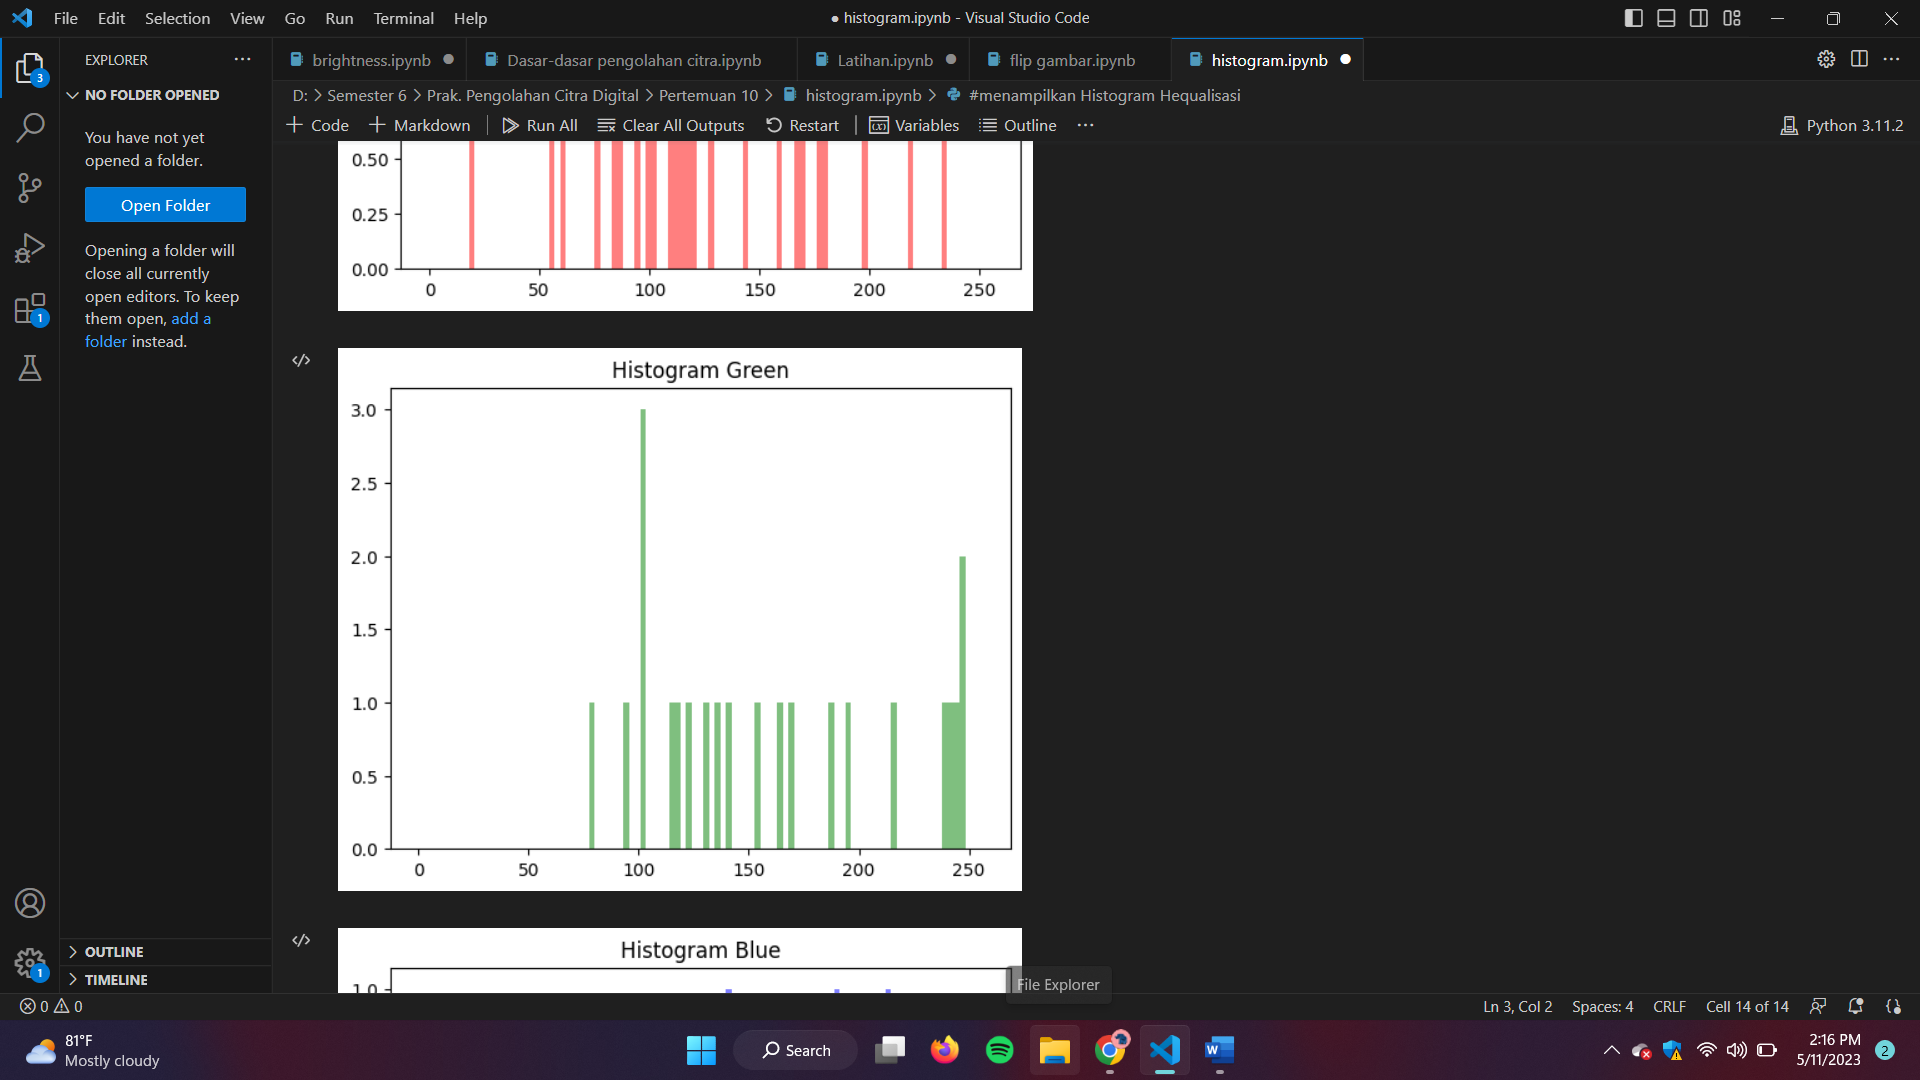 File Edit Selection View Go Run Terminal Help
● histogram.ipynb - Visual Studio Code
EXPLORER
brightness.ipynb
Dasar-dasar pengolahan citra.ipynb
Latihan.ipynb
flip gambar.ipynb
histogram.ipynb
NO FOLDER OPENED
D: > Semester 6 > Prak. Pengolahan Citra Digital > Pertemuan 10 > histogram.ipynb > #menampilkan Histogram Hequalisasi
+ Code + Markdown Run All Clear All Outputs Restart Variables Outline ...
Python 3.11.2
You have not yet
opened a folder.
Open Folder
Opening a folder will
close all currently
open editors. To keep
them open, add a
folder instead.
3
1
0.50
0.25
0.00
0 50 100 150 200 250
Histogram Green
3.0
2.5
2.0
1.5
1.0
0.5
0.0
0 50 100 150 200 250
Histogram Blue
1.0
File Explorer
OUTLINE
TIMELINE
1
0 0
Ln 3, Col 2 Spaces: 4 CRLF Cell 14 of 14
81°F
Mostly cloudy
Search
2:16 PM
5/11/2023
2